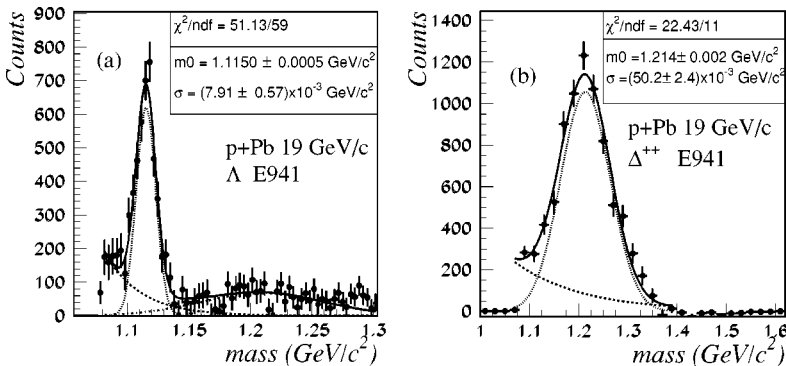 χ²/ndf = 51.13/59
m0 = 1.1150 ± 0.0005 GeV/c²
σ = (7.91 ± 0.57)x10⁻³ GeV/c²
(a)
p+Pb 19 GeV/c
Λ E941
Counts
900
800
700
600
500
400
300
200
100
0
1.1
1.15
1.2
1.25
1.3
mass (GeV/c²)
χ²/ndf = 22.43/11
m0 =1.214± 0.002 GeV/c²
σ =(50.2± 2.4)x10⁻³ GeV/c²
(b)
p+Pb 19 GeV/c
Δ⁺⁺ E941
Counts
1400
1200
1000
800
600
400
200
0
1
1.1
1.2
1.3
1.4
1.5
1.6
mass (GeV/c²)